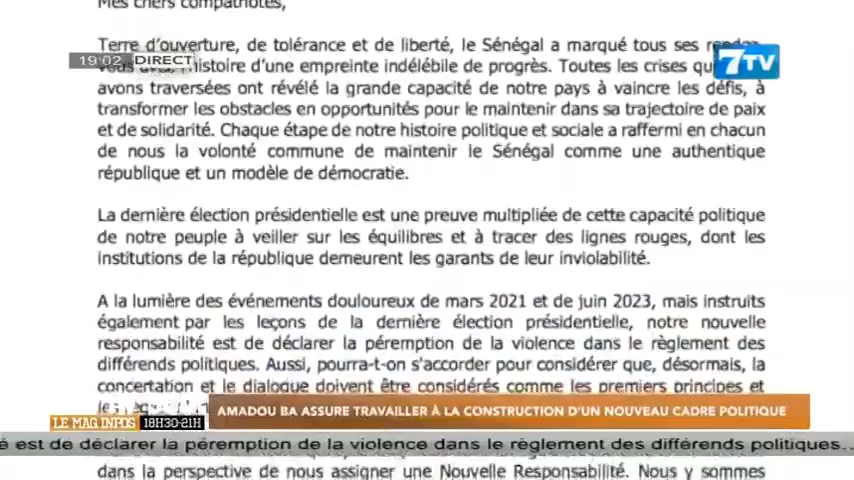 Mes chers compatriotes,
Terre d'ouverture, de tolérance et de liberté, le Sénégal a marqué tous ses
19:02 DIRECT
7TV
l'histoire d'une empreinte indélébile de progrès. Toutes les crises
avons traversées ont révélé la grande capacité de notre pays à vaincre les défis, à
transformer les obstacles en opportunités pour le maintenir dans sa trajectoire de paix
et de solidarité. Chaque étape de notre histoire politique et sociale a raffermi en chacun
de nous la volonté commune de maintenir le Sénégal comme une authentique
république et un modèle de démocratie.
La dernière élection présidentielle est une preuve multipliée de cette capacité politique
de notre peuple à veiller sur les équilibres et à tracer des lignes rouges, dont les
institutions de la république demeurent les garants de leur inviolabilité.
A la lumière des événements douloureux de mars 2021 et de juin 2023, mais instruits
également par les leçons de la dernière élection présidentielle, notre nouvelle
responsabilité est de déclarer la péremption de la violence dans le règlement des
différends politiques. Aussi, pourra-t-on s'accorder pour considérer que, désormais, la
concertation et le dialogue doivent être considérés comme les premiers principes et
AMADOU BA ASSURE TRAVAILLER À LA CONSTRUCTION D'UN NOUVEAU CADRE POLITIQUE
LE MAG INFOS 18H30-21H
é est de déclarer la péremption de la violence dans le règlement des différends politiques...
dans la perspective de nous assigner une Nouvelle Responsabilité. Nous y sommes